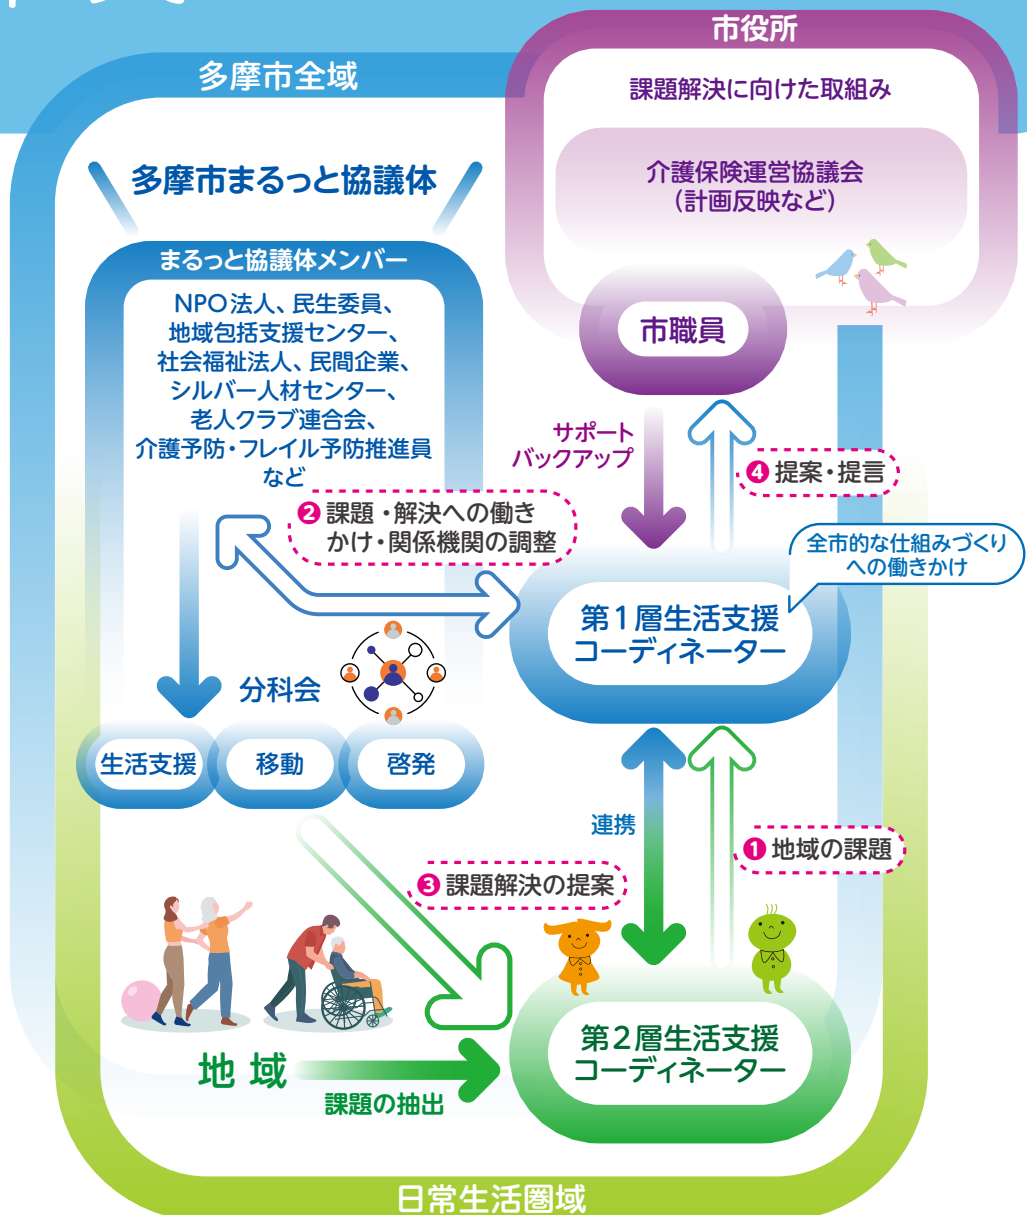 市役所
多摩市全域
課題解決に向けた取組み
介護保険運営協議会
(計画反映など)
多摩市まるっと協議体
まるっと協議体メンバー
NPO法人、民生委員、
地域包括支援センター、
社会福祉法人、民間企業、
シルバー人材センター、
老人クラブ連合会、
介護予防・フレイル予防推進員
など
市職員
サポート
バックアップ
❹ 提案・提言
❷ 課題・解決への働き
かけ・関係機関の調整
全市的な仕組みづくり
への働きかけ
第1層生活支援
コーディネーター
分科会
生活支援
移動
啓発
連携
❶ 地域の課題
❸ 課題解決の提案
第2層生活支援
コーディネーター
地域
課題の抽出
日常生活圏域